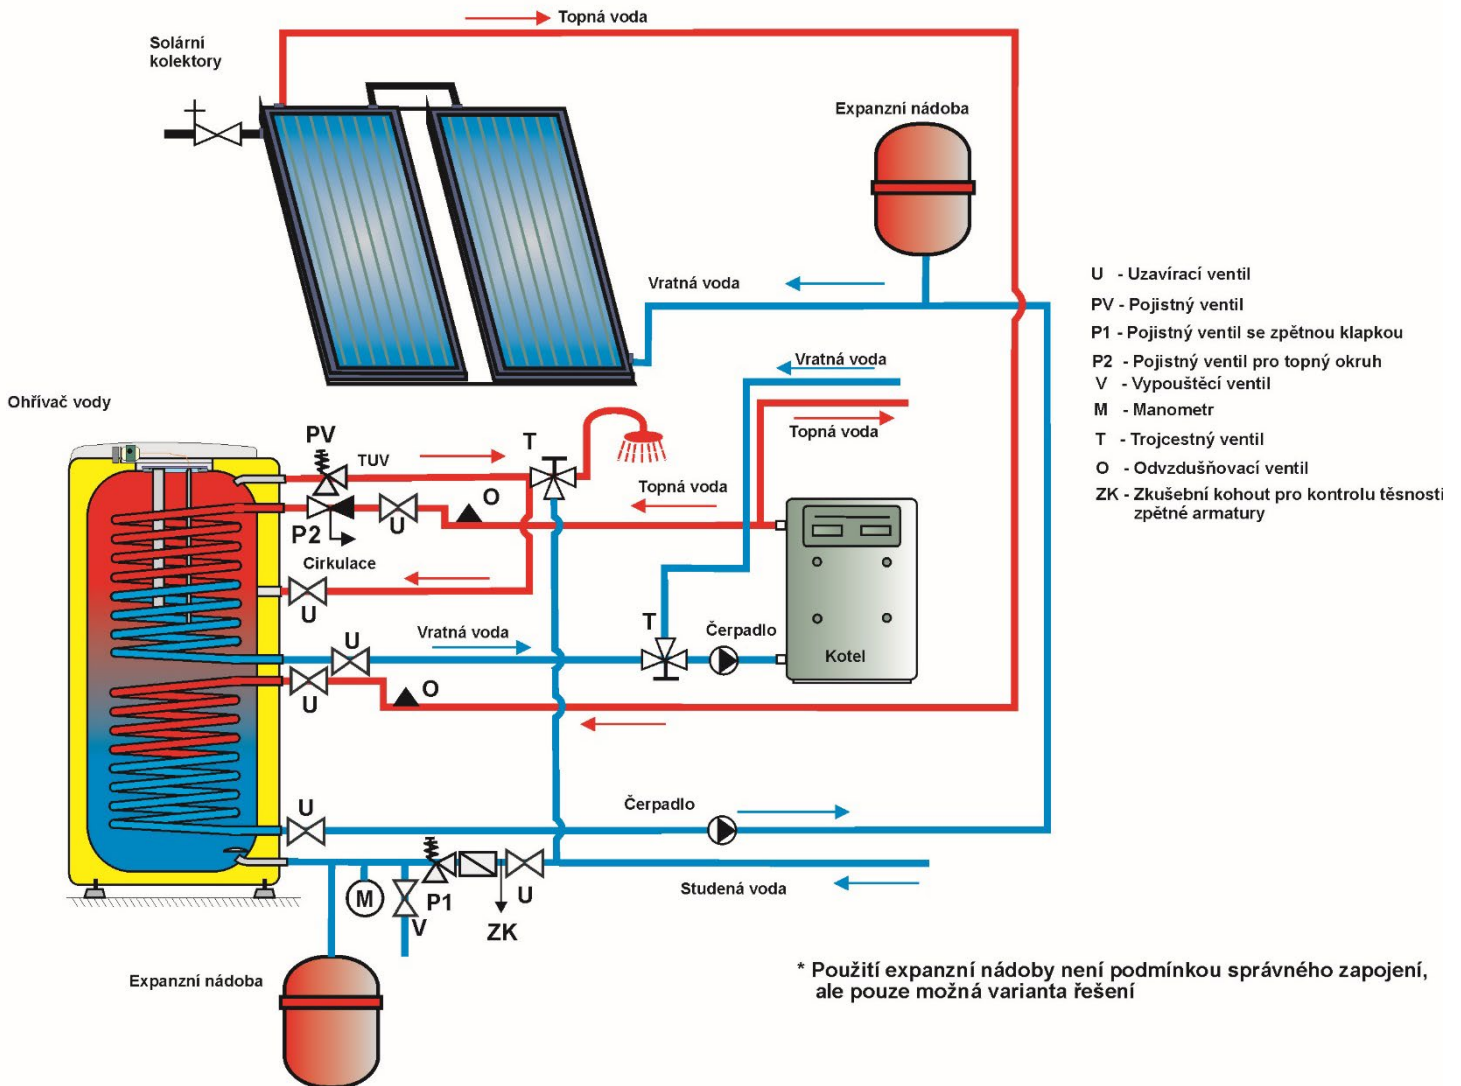 Topná voda
Solární
kolektory
Expanzní nádoba
Vratná voda
U - Uzavírací ventil
PV - Pojistný ventil
P1 - Pojistný ventil se zpětnou klapkou
P2 - Pojistný ventil pro topný okruh
V - Vypouštěcí ventil
M - Manometr
T - Trojcestný ventil
O - Odvzdušňovací ventil
ZK - Zkušební kohout pro kontrolu těsnosti
zpětné armatury
Vratná voda
Topná voda
Ohřívač vody
PV
TUV
T
O
Topná voda
P2
U
Cirkulace
U
Vratná voda
U
T
Čerpadlo
Kotel
U
O
U
Čerpadlo
M
V
P1
ZK
U
Studená voda
Expanzní nádoba
* Použití expanzní nádoby není podmínkou správného zapojení,
ale pouze možná varianta řešení